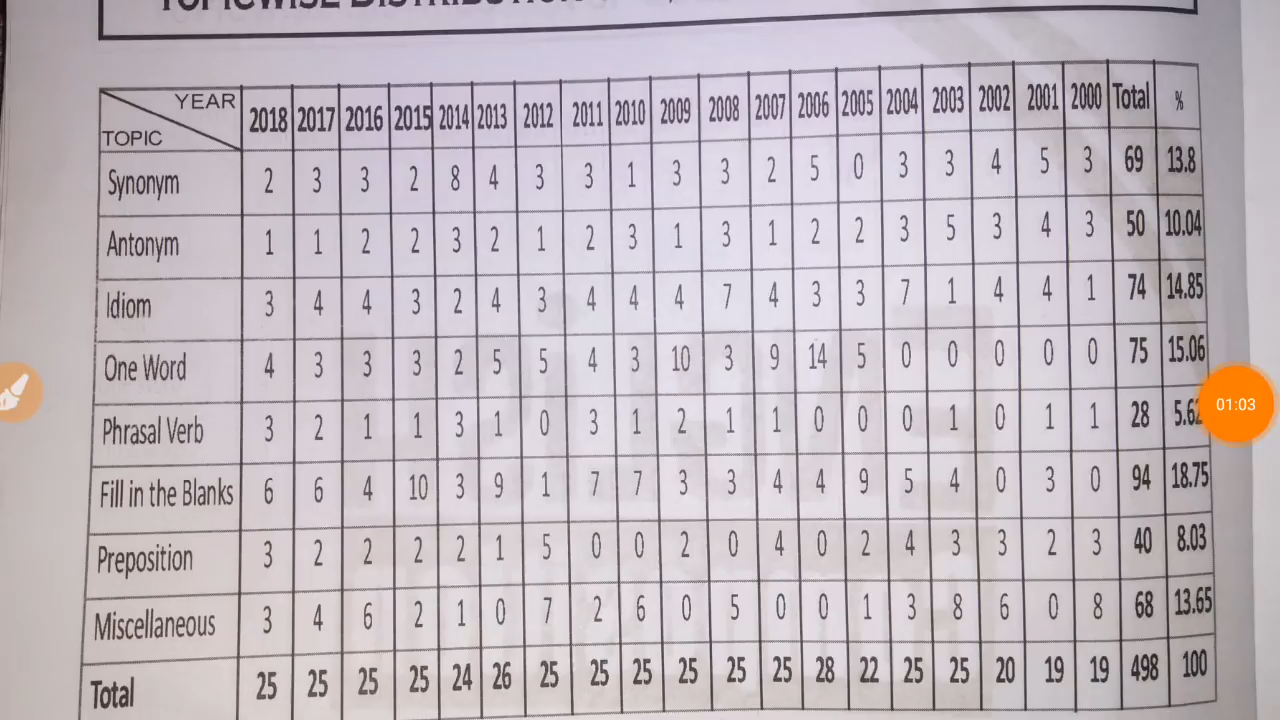 TOPICWISE DISTRIBUTION
YEAR 2018 2017 2016 2015 2014 2013 2012 2011 2010 2009 2008 2007 2006 2005 2004 2003 2002 2001 2000 Total %
TOPIC
Synonym 2 3 3 2 8 4 3 3 1 3 3 2 5 0 3 3 4 5 3 69 13.8
Antonym 1 1 2 2 3 2 1 2 3 1 3 1 2 2 3 5 3 4 3 50 10.04
Idiom 3 4 4 3 2 4 3 4 4 4 7 4 3 3 7 1 4 4 1 74 14.85
One Word 4 3 3 3 2 5 5 4 3 10 3 9 14 5 0 0 0 0 0 75 15.06
Phrasal Verb 3 2 1 1 3 1 0 3 1 2 1 1 0 0 0 1 0 1 1 28 5.62
Fill in the Blanks 6 6 4 10 3 9 1 7 7 3 3 4 4 9 5 4 0 3 0 94 18.75
Preposition 3 2 2 2 2 1 5 0 0 2 0 4 0 2 4 3 3 2 3 40 8.03
Miscellaneous 3 4 6 2 1 0 7 2 6 0 5 0 0 1 3 8 6 0 8 68 13.65
Total 25 25 25 25 24 26 25 25 25 25 25 25 28 22 25 25 20 19 19 498 100
01:03